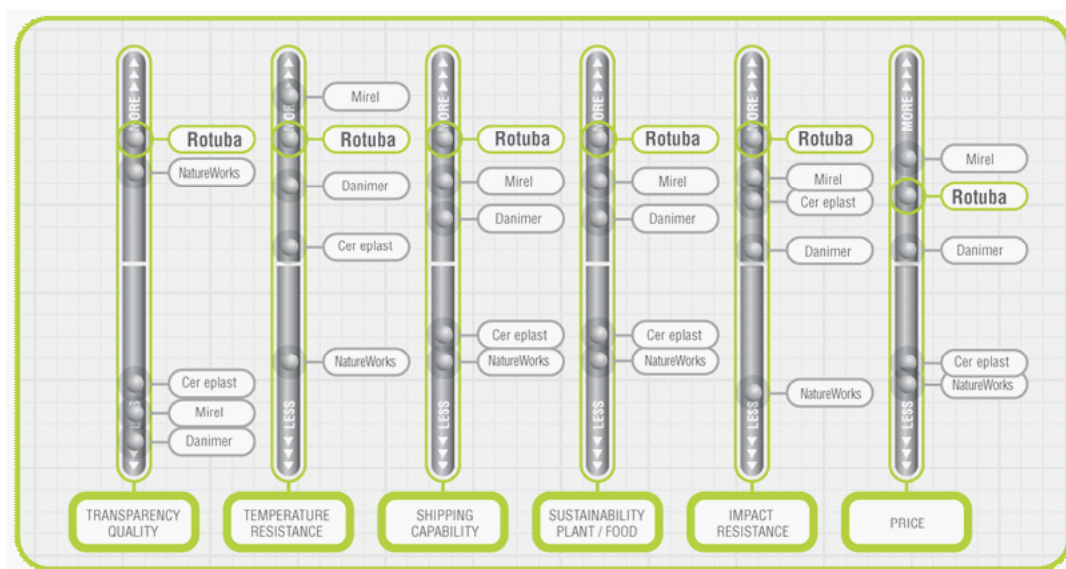 MORE
Rotuba
NatureWorks
Cer eplast
Mirel
Danimer
LESS
TRANSPARENCY
QUALITY
MORE
Mirel
Rotuba
Danimer
Cer eplast
NatureWorks
LESS
TEMPERATURE
RESISTANCE
MORE
Rotuba
Mirel
Danimer
Cer eplast
NatureWorks
LESS
SHIPPING
CAPABILITY
MORE
Rotuba
Mirel
Danimer
Cer eplast
NatureWorks
LESS
SUSTAINABILITY
PLANT / FOOD
MORE
Rotuba
Mirel
Cer eplast
Danimer
NatureWorks
LESS
IMPACT
RESISTANCE
MORE
Mirel
Rotuba
Danimer
Cer eplast
NatureWorks
LESS
PRICE